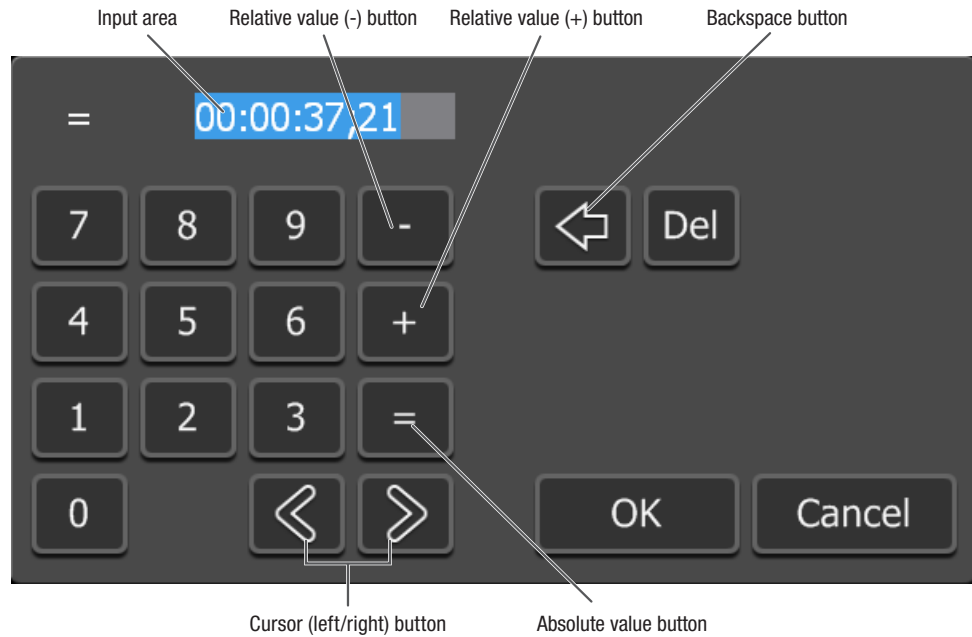 Input area Relative value (-) button Relative value (+) button Backspace button
= 00:00:37;21
7 8 9 - Del
4 5 6 +
1 2 3 =
0 OK Cancel
Cursor (left/right) button Absolute value button